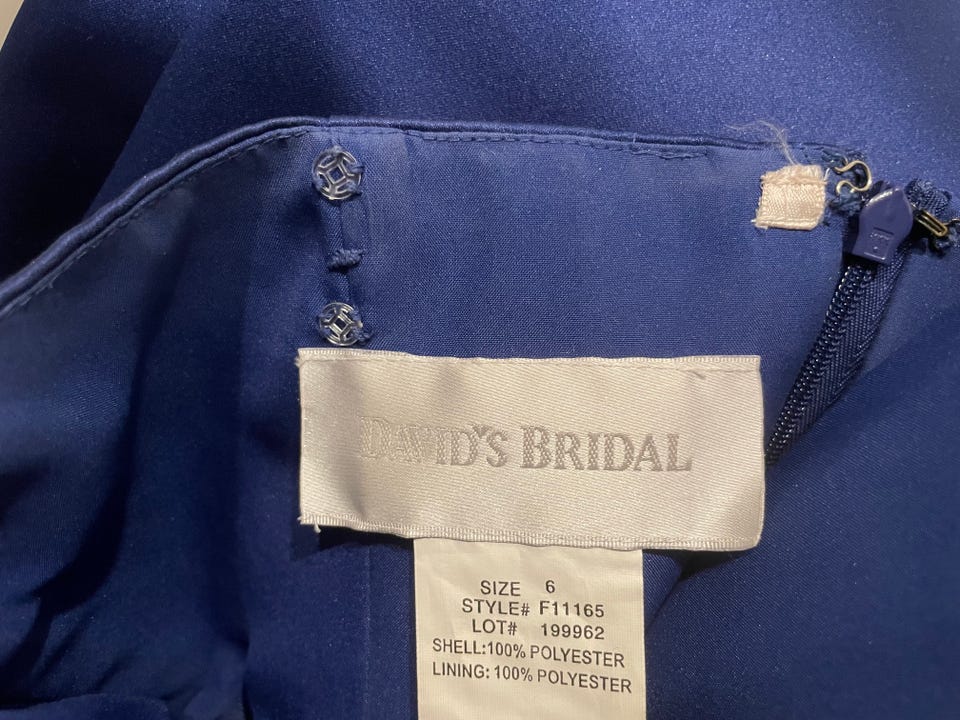 DAVID'S BRIDAL
SIZE 6
STYLE# F11165
LOT# 199962
SHELL:100% POLYESTER
LINING: 100% POLYESTER